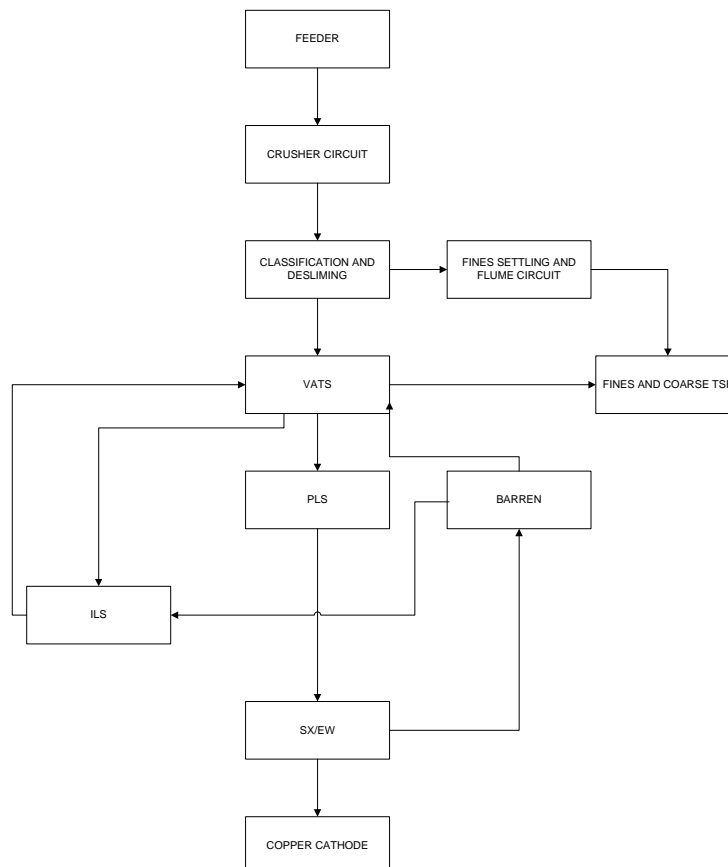 FEEDER
CRUSHER CIRCUIT
CLASSIFICATION AND
DESLIMING
FINES SETTLING AND
FLUME CIRCUIT
VATS
FINES AND COARSE TSF
PLS
BARREN
ILS
SX/EW
COPPER CATHODE